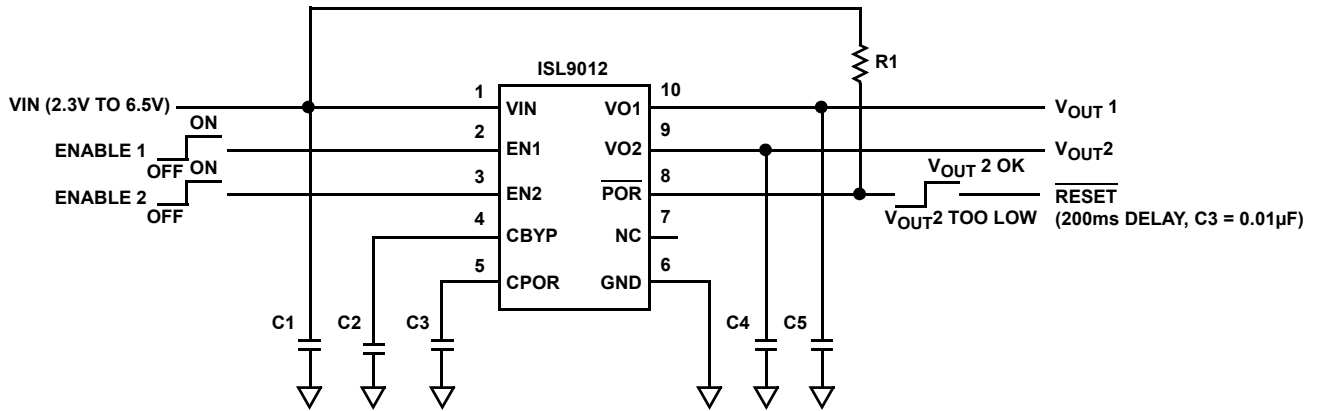 R1
ISL9012
VIN (2.3V TO 6.5V)
1
VIN
VO1
10
VOUT 1
ON
ENABLE 1
OFF
2
EN1
VO2
9
VOUT2
ON
ENABLE 2
OFF
3
EN2
POR
8
VOUT 2 OK
VOUT2 TOO LOW
RESET
(200ms DELAY, C3 = 0.01µF)
4
CBYP
NC
7
5
CPOR
GND
6
C1
C2
C3
C4
C5